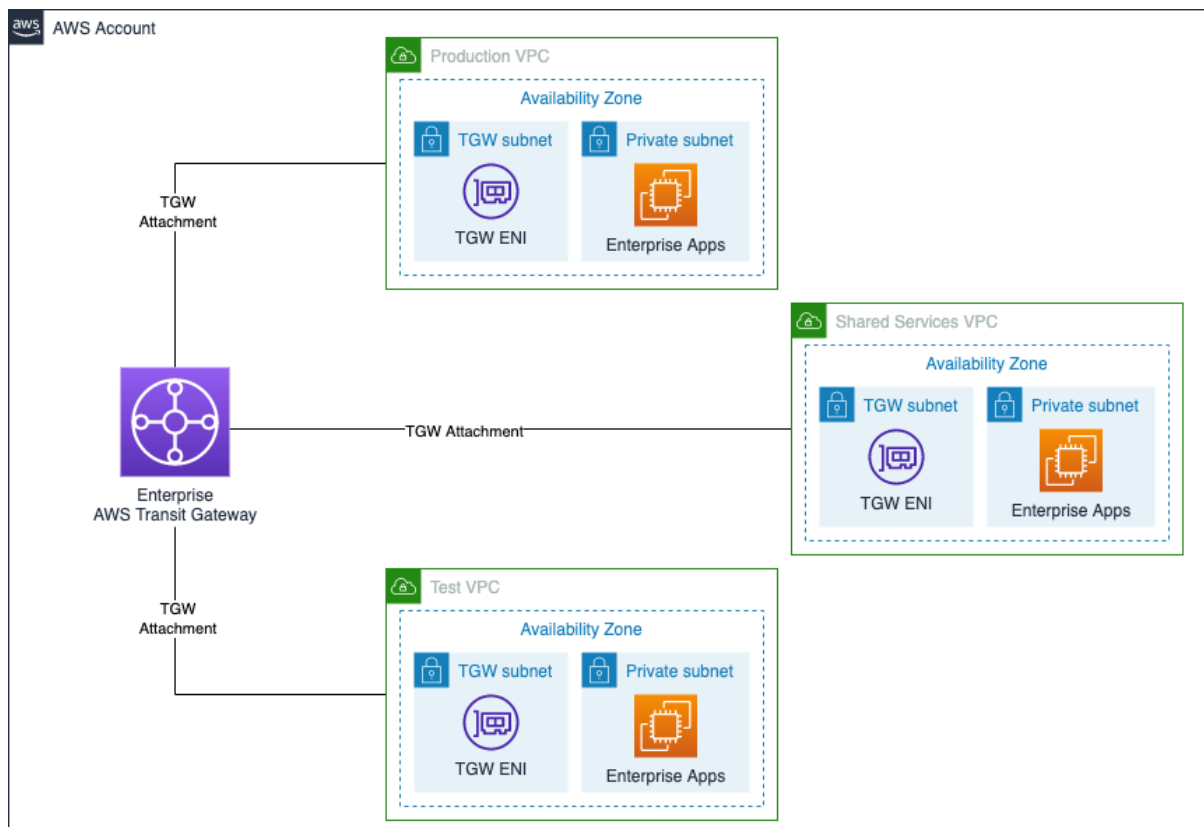 aws
AWS Account
Production VPC
Availability Zone
TGW subnet
Private subnet
TGW ENI
Enterprise Apps
TGW
Attachment
Shared Services VPC
Availability Zone
TGW subnet
Private subnet
TGW ENI
Enterprise Apps
TGW Attachment
Enterprise
AWS Transit Gateway
Test VPC
Availability Zone
TGW subnet
Private subnet
TGW ENI
Enterprise Apps
TGW
Attachment